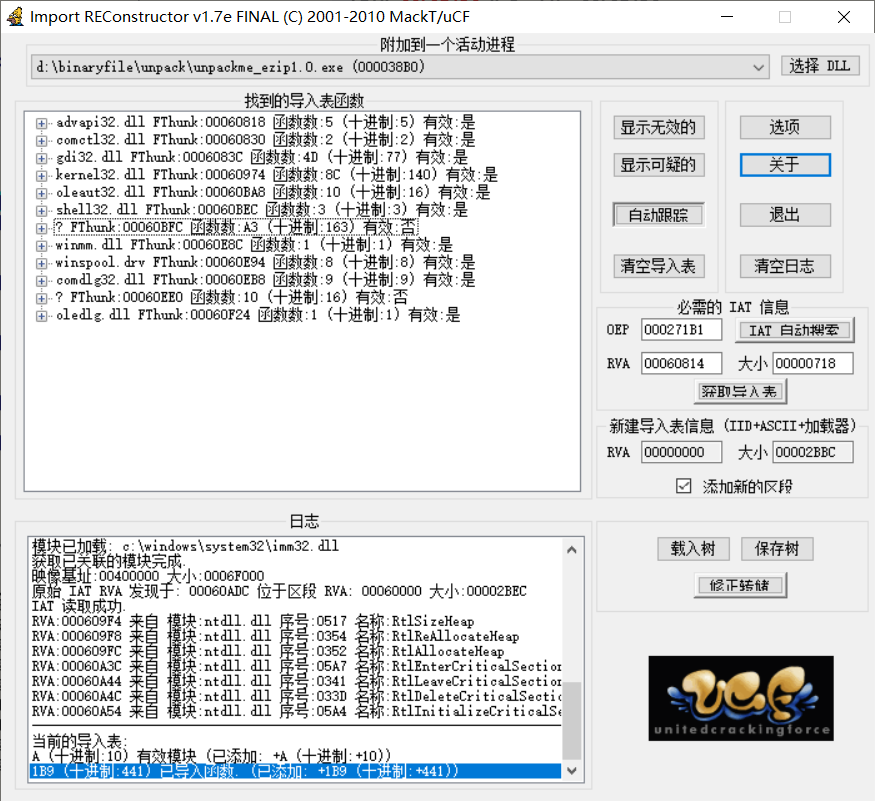 Import REConstructor v1.7e FINAL (C) 2001-2010 MackT/uCF
附加到一个活动进程
d:\binaryfile\unpack\unpackme_ezip1.0.exe (000038B0)
选择 DLL
找到的导入表函数
advapi32.dll FThunk:00060818 函数数:5 (十进制:5) 有效:是
comctl32.dll FThunk:00060830 函数数:2 (十进制:2) 有效:是
gdi32.dll FThunk:0006083C 函数数:4D (十进制:77) 有效:是
kernel32.dll FThunk:00060974 函数数:8C (十进制:140) 有效:是
oleaut32.dll FThunk:00060BA8 函数数:10 (十进制:16) 有效:是
shell32.dll FThunk:00060BEC 函数数:3 (十进制:3) 有效:是
? FThunk:00060BFC 函数数:A3 (十进制:163) 有效:否
winmm.dll FThunk:00060E8C 函数数:1 (十进制:1) 有效:是
winspool.drv FThunk:00060E94 函数数:8 (十进制:8) 有效:是
comdlg32.dll FThunk:00060EB8 函数数:9 (十进制:9) 有效:是
? FThunk:00060EE0 函数数:10 (十进制:16) 有效:否
oledlg.dll FThunk:00060F24 函数数:1 (十进制:1) 有效:是
显示无效的
选项
显示可疑的
关于
自动跟踪
退出
清空导入表
清空日志
必需的 IAT 信息
OEP 000271B1 IAT 自动搜索
RVA 00060814 大小 00000718
获取导入表
新建导入表信息 (IID+ASCII+加载器)
RVA 00000000 大小 00002BBC
添加新的区段
日志
模块已加载: c:\windows\system32\imm32.dll
获取已关联的模块完成.
映像基址:00400000 大小:0006F000
原始 IAT RVA 发现于: 00060ADC 位于区段 RVA: 00060000 大小:00002BEC
IAT 读取成功.
RVA:000609F4 来自 模块:ntdll.dll 序号:0517 名称:RtlSizeHeap
RVA:000609F8 来自 模块:ntdll.dll 序号:0354 名称:RtlReAllocateHeap
RVA:000609FC 来自 模块:ntdll.dll 序号:0352 名称:RtlAllocateHeap
RVA:00060A3C 来自 模块:ntdll.dll 序号:05A7 名称:RtlEnterCriticalSection
RVA:00060A44 来自 模块:ntdll.dll 序号:0341 名称:RtlLeaveCriticalSection
RVA:00060A4C 来自 模块:ntdll.dll 序号:033D 名称:RtlDeleteCriticalSectic
RVA:00060A54 来自 模块:ntdll.dll 序号:05A4 名称:RtlInitializeCriticalSe
当前的导入表:
A (十进制:10) 有效模块 (已添加: +A (十进制:+10))
1B9 (十进制:441) 已导入函数. (已添加: +1B9 (十进制:+441))
载入树
保存树
修正转储
UCF
unitedcrackingforce